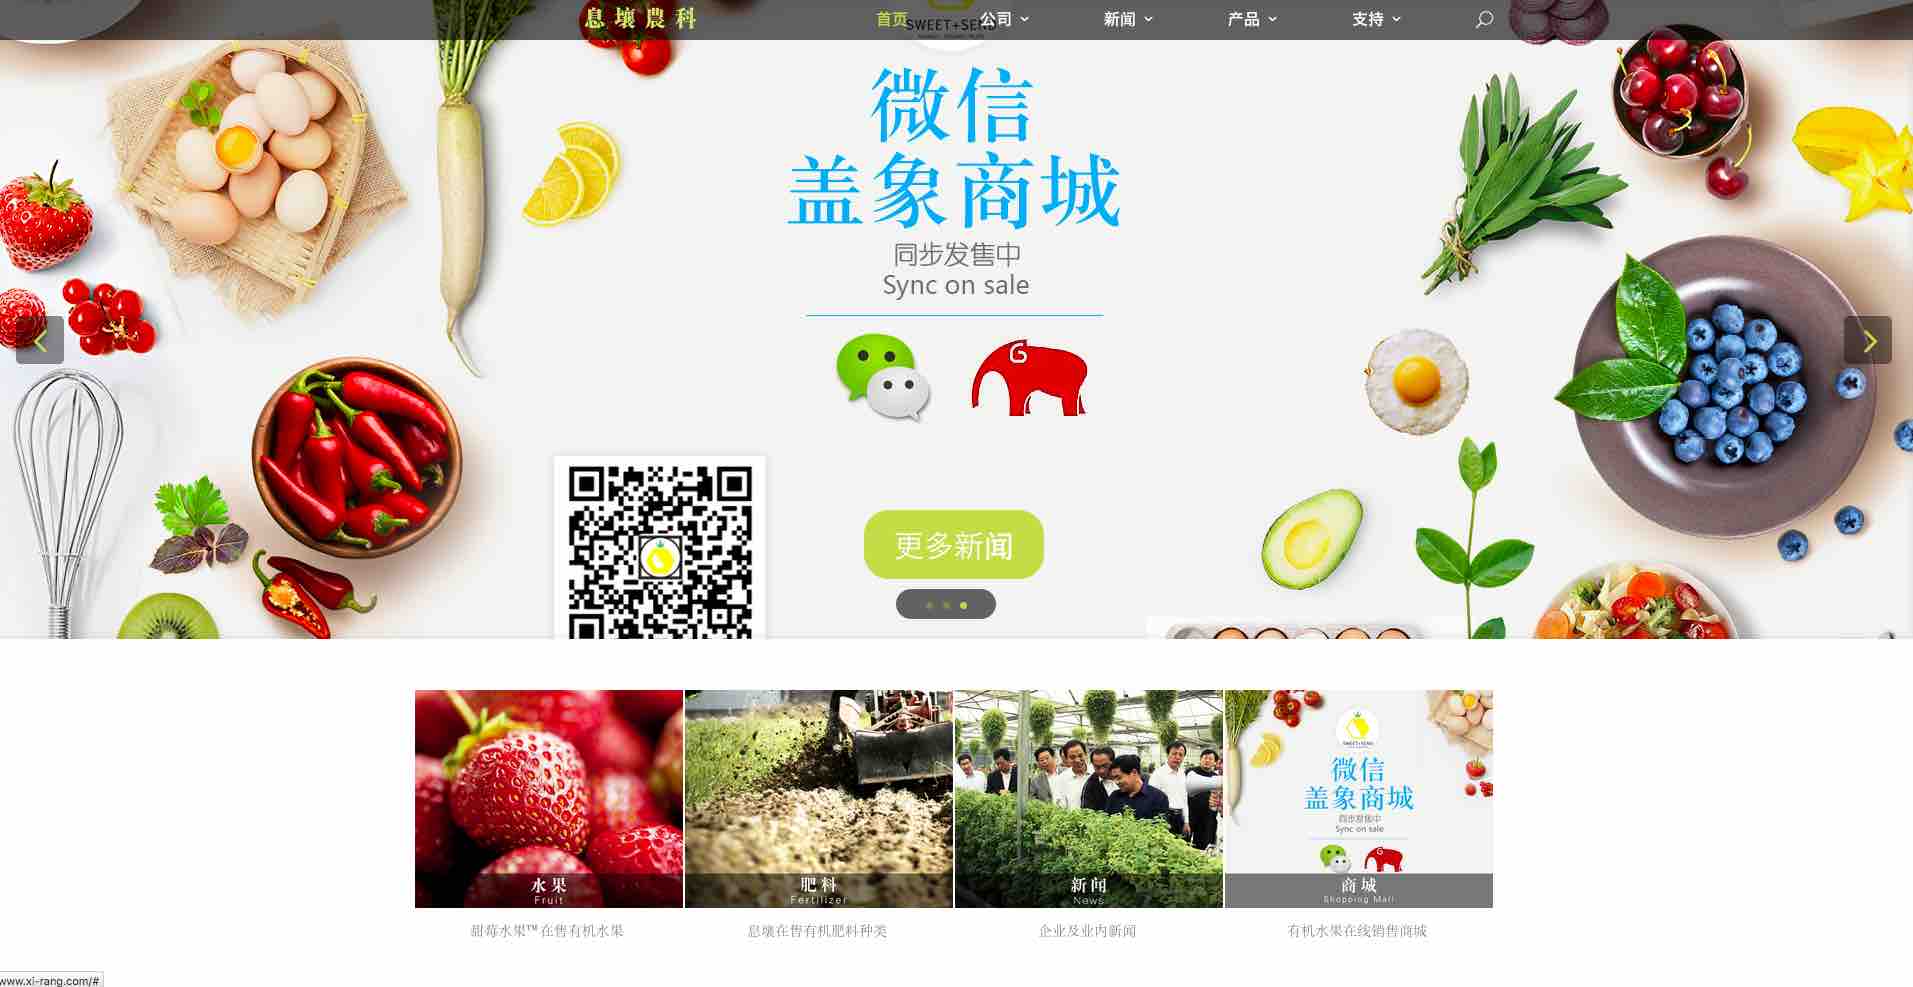 息壤農科
首页
公司
新闻
产品
支持
SWEET+SEND
微信
盖象商城
同步发售中
Sync on sale
更多新闻
水果
Fruit
肥料
Fertilizer
新闻
News
SWEET+SEND
微信
盖象商城
同步发售中
Sync on sale
商城
Shopping Mall
甜莓水果™在售有机水果
息壤在售有机肥料种类
企业及业内新闻
有机水果在线销售商城
www.xi-rang.com/#